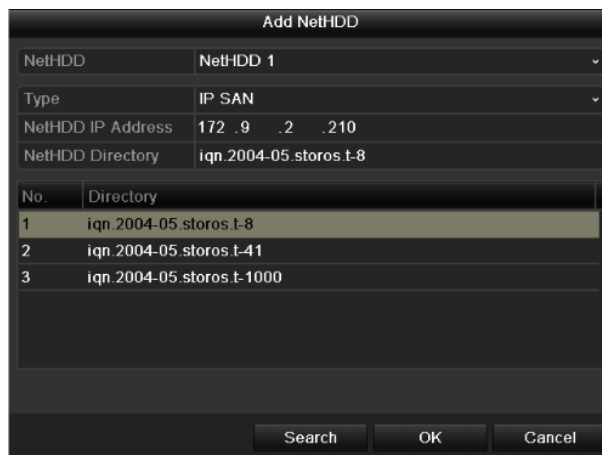 Add NetHDD
NetHDD NetHDD 1
Type IP SAN
NetHDD IP Address 172 .9 .2 .210
NetHDD Directory iqn.2004-05.storos.t-8
No. Directory
1 iqn.2004-05.storos.t-8
2 iqn.2004-05.storos.t-41
3 iqn.2004-05.storos.t-1000
Search OK Cancel